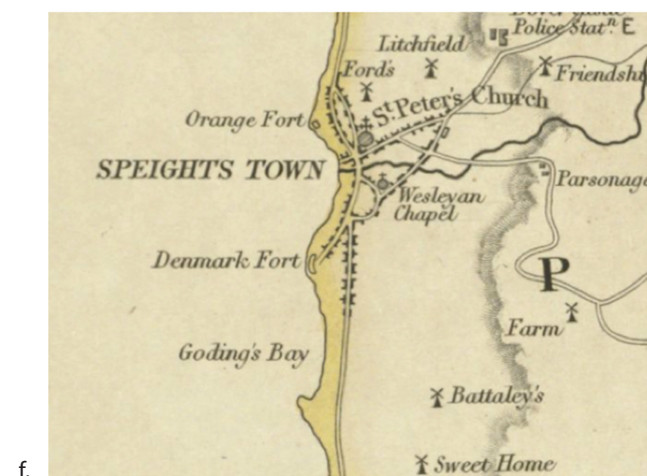 Police Statn. E
Litchfield
Ford's
Friendsh
St. Peter's Church
Orange Fort
SPEIGHTS TOWN
Parsonage
Wesleyan
Chapel
Denmark Fort
P
Farm
Goding's Bay
Battaley's
Sweet Home
f.